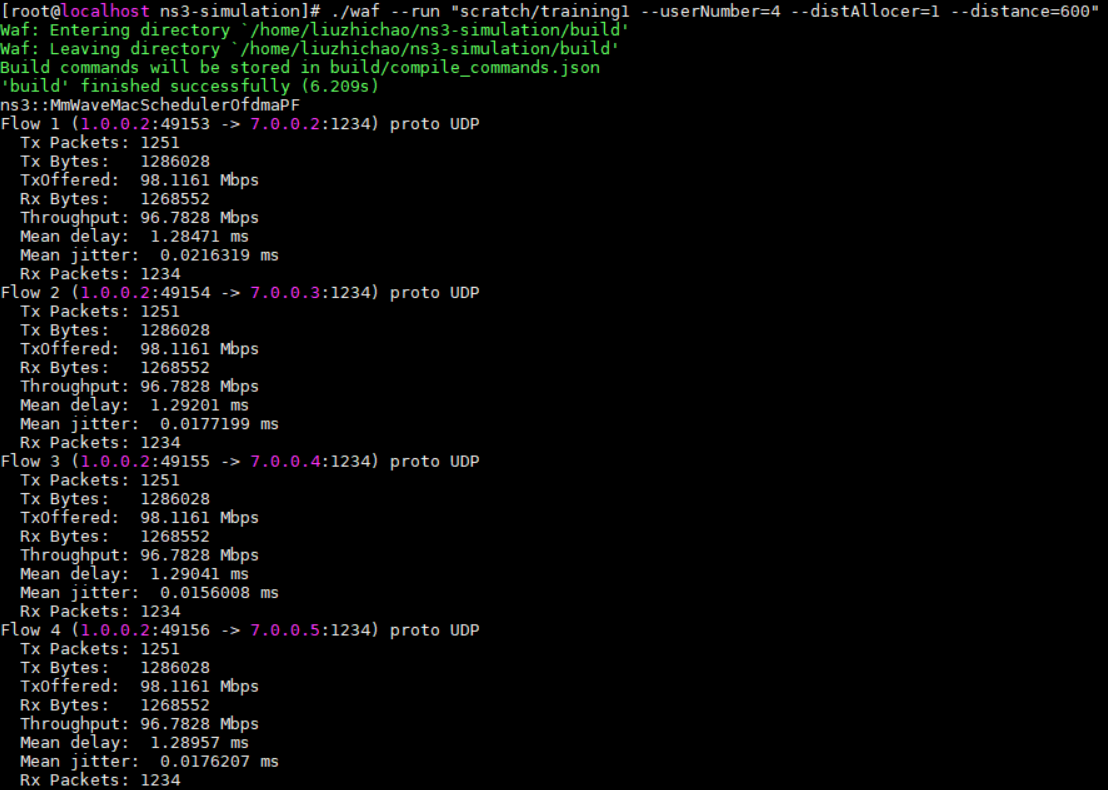 [root@localhost ns3-simulation]# ./waf --run "scratch/training1 --userNumber=4 --distAllocer=1 --distance=600"
Waf: Entering directory `/home/liuzhichao/ns3-simulation/build'
Waf: Leaving directory `/home/liuzhichao/ns3-simulation/build'
Build commands will be stored in build/compile_commands.json
'build' finished successfully (6.209s)
ns3::MmWaveMacSchedulerOfdmaPF
Flow 1 (1.0.0.2:49153 -> 7.0.0.2:1234) proto UDP
  Tx Packets: 1251
  Tx Bytes:   1286028
  TxOffered:  98.1161 Mbps
  Rx Bytes:   1268552
  Throughput: 96.7828 Mbps
  Mean delay:  1.28471 ms
  Mean jitter:  0.0216319 ms
  Rx Packets: 1234
Flow 2 (1.0.0.2:49154 -> 7.0.0.3:1234) proto UDP
  Tx Packets: 1251
  Tx Bytes:   1286028
  TxOffered:  98.1161 Mbps
  Rx Bytes:   1268552
  Throughput: 96.7828 Mbps
  Mean delay:  1.29201 ms
  Mean jitter:  0.0177199 ms
  Rx Packets: 1234
Flow 3 (1.0.0.2:49155 -> 7.0.0.4:1234) proto UDP
  Tx Packets: 1251
  Tx Bytes:   1286028
  TxOffered:  98.1161 Mbps
  Rx Bytes:   1268552
  Throughput: 96.7828 Mbps
  Mean delay:  1.29041 ms
  Mean jitter:  0.0156008 ms
  Rx Packets: 1234
Flow 4 (1.0.0.2:49156 -> 7.0.0.5:1234) proto UDP
  Tx Packets: 1251
  Tx Bytes:   1286028
  TxOffered:  98.1161 Mbps
  Rx Bytes:   1268552
  Throughput: 96.7828 Mbps
  Mean delay:  1.28957 ms
  Mean jitter:  0.0176207 ms
  Rx Packets: 1234